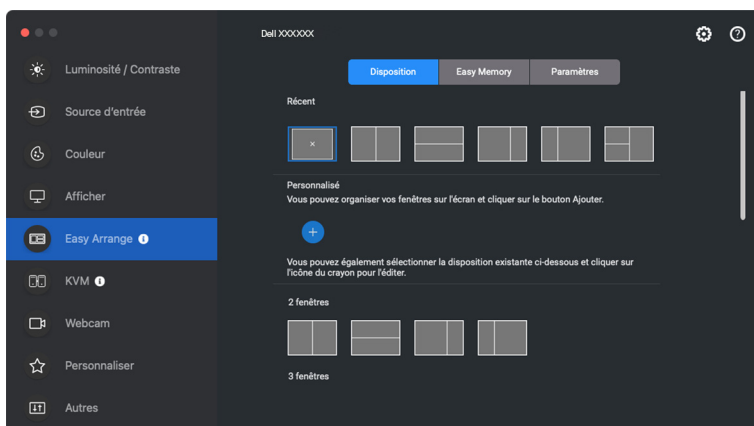 Dell XXXXXX
Luminosité / Contraste
Source d'entrée
Couleur
Afficher
Easy Arrange
KVM
Webcam
Personnaliser
Autres
Disposition
Easy Memory
Paramètres
Récent
Personnalisé
Vous pouvez organiser vos fenêtres sur l'écran et cliquer sur le bouton Ajouter.
Vous pouvez également sélectionner la disposition existante ci-dessous et cliquer sur
l'icône du crayon pour l'éditer.
2 fenêtres
3 fenêtres